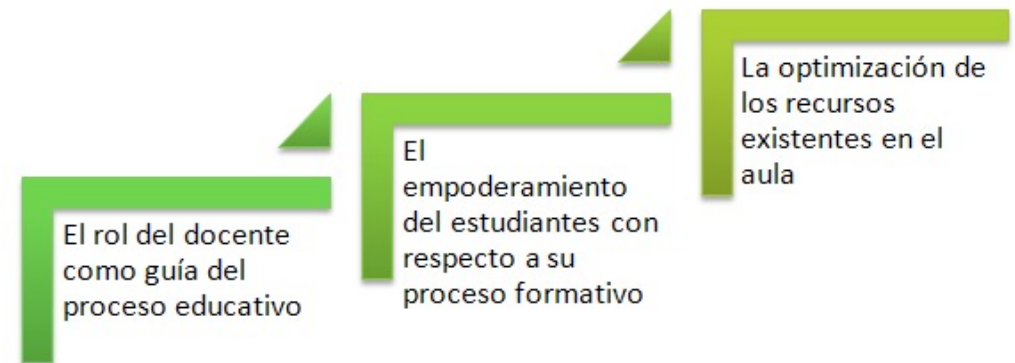 El rol del docente
como guía del
proceso educativo
El
empoderamiento
del estudiantes con
respecto a su
proceso formativo
La optimización de
los recursos
existentes en el
aula